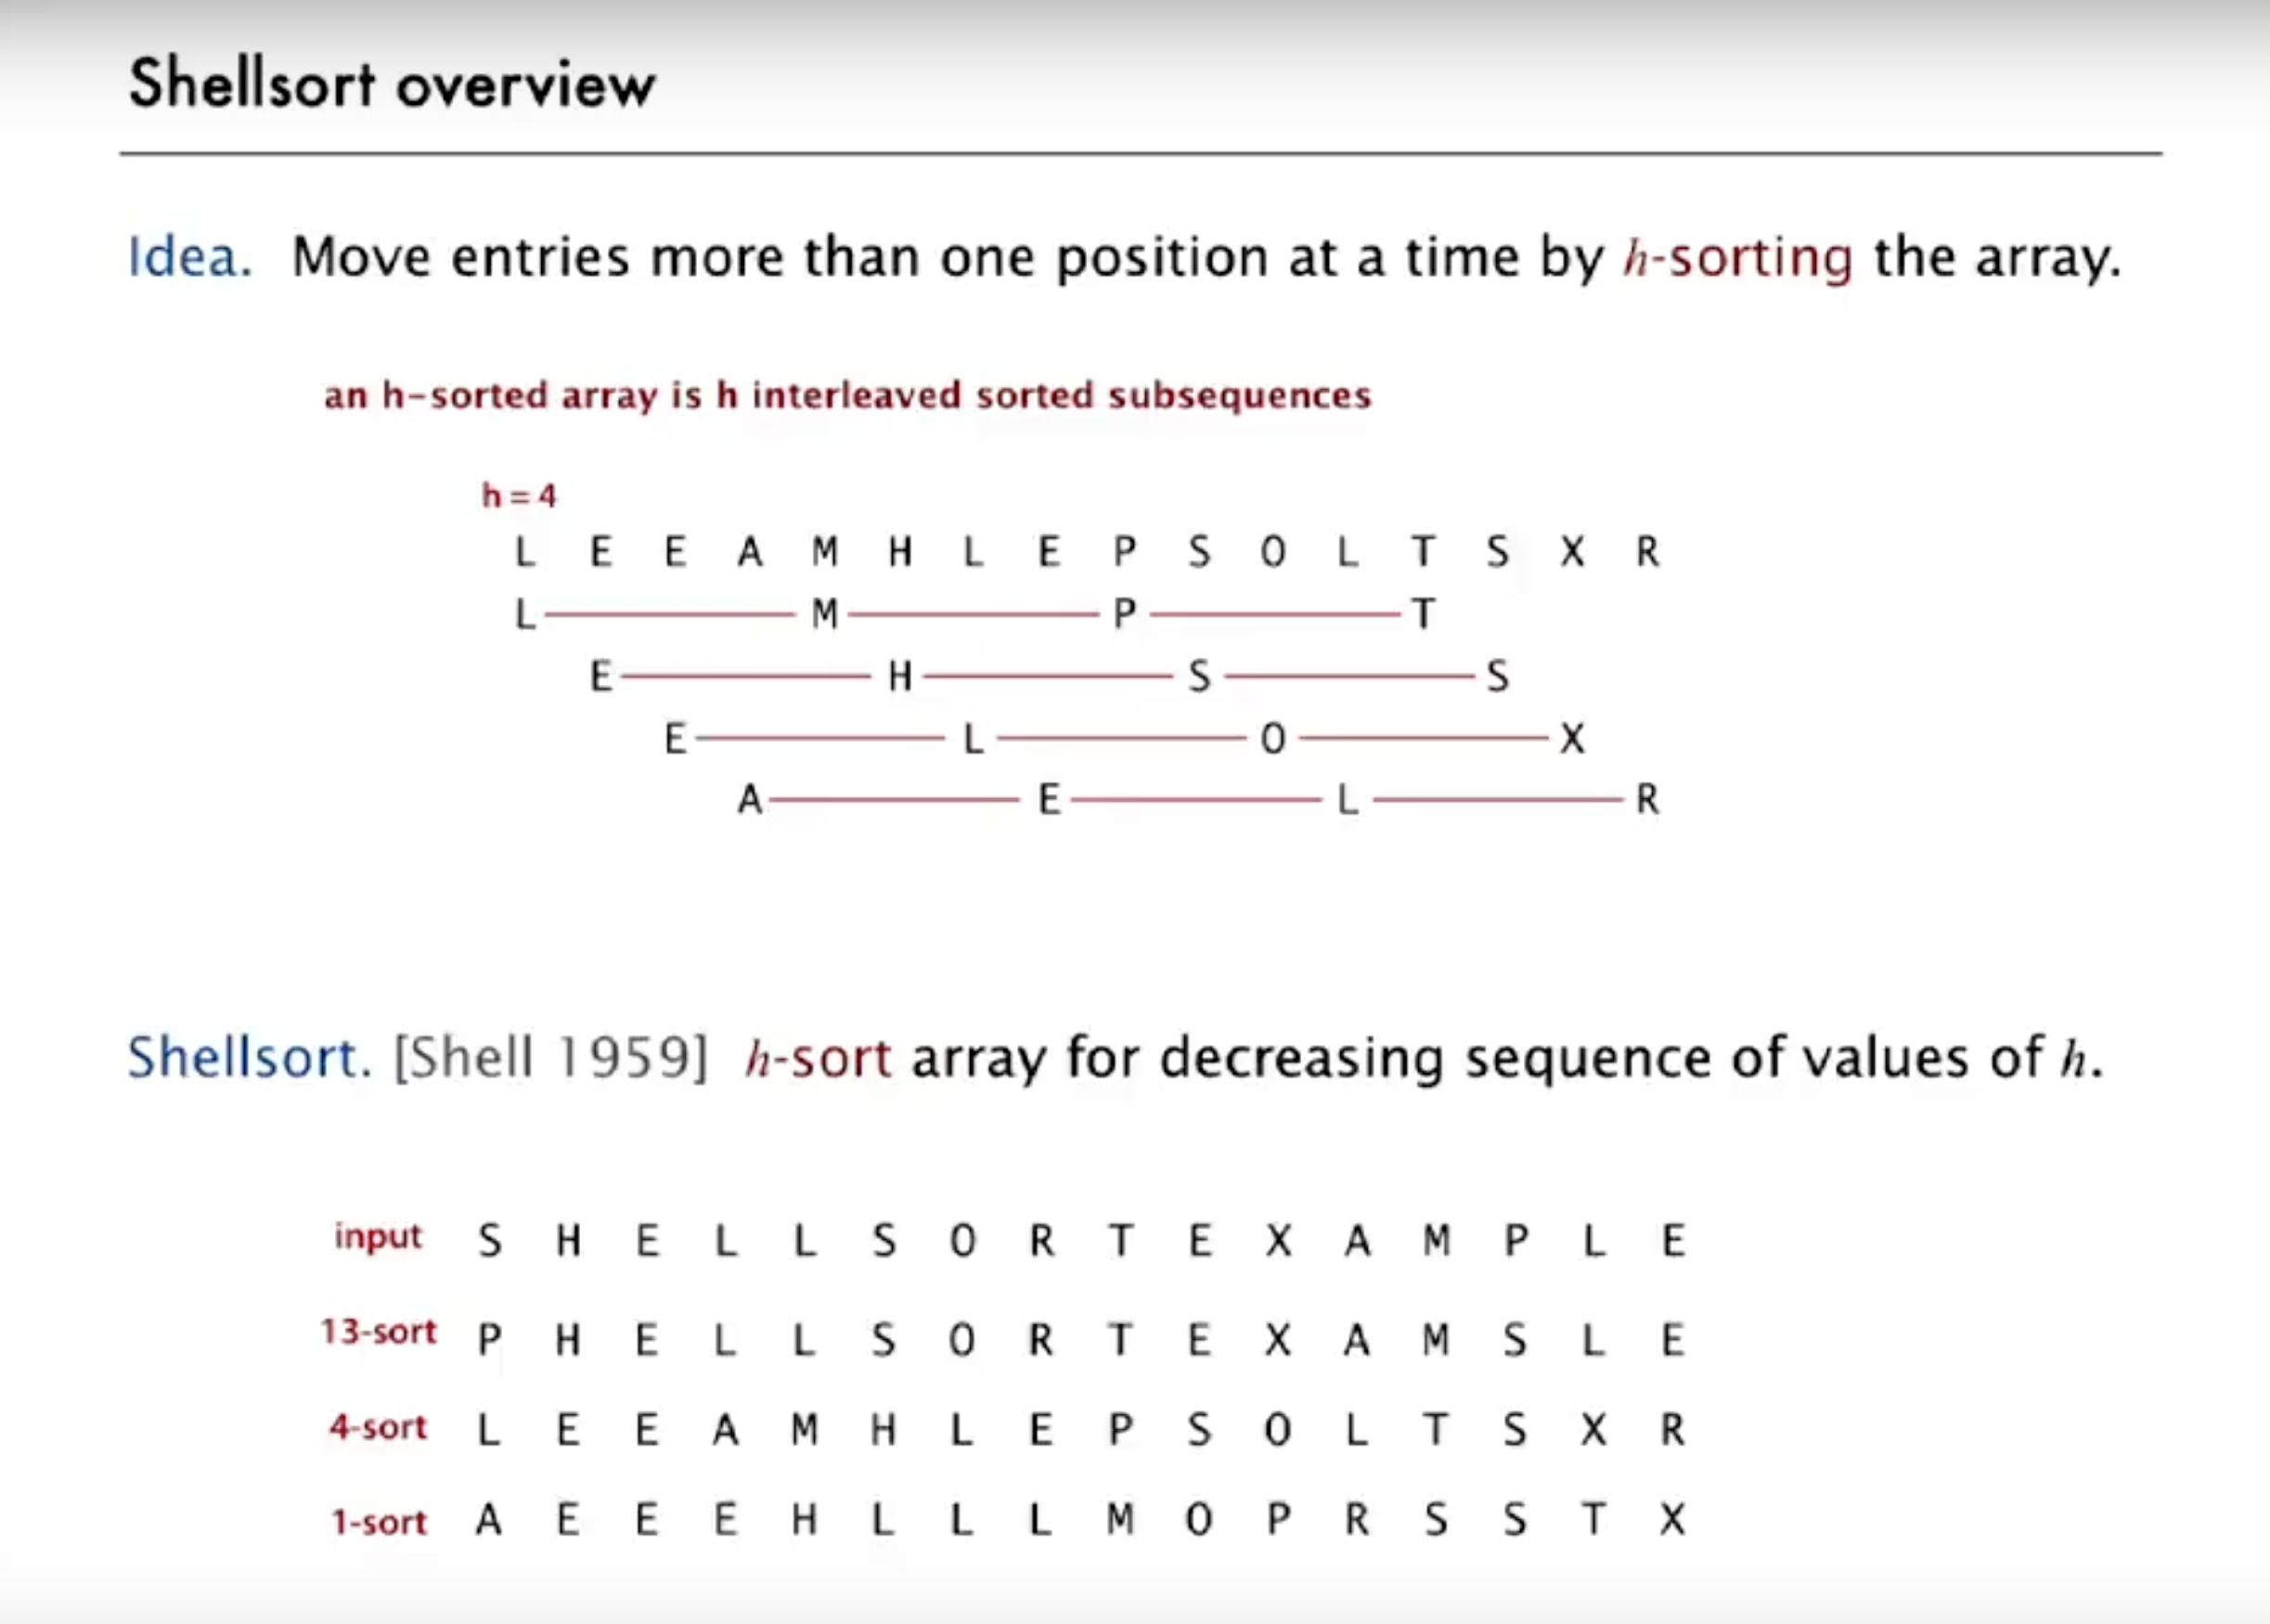 Shellsort overview
Idea. Move entries more than one position at a time by h-sorting the array.
an h-sorted array is h interleaved sorted subsequences
h = 4
L E E A M H L E P S O L T S X R
L M P T
E H S S
E L O X
A E L R
Shellsort. [Shell 1959] h-sort array for decreasing sequence of values of h.
input S H E L L S O R T E X A M P L E
13-sort P H E L L S O R T E X A M S L E
4-sort L E E A M H L E P S O L T S X R
1-sort A E E E H L L L M O P R S S T X